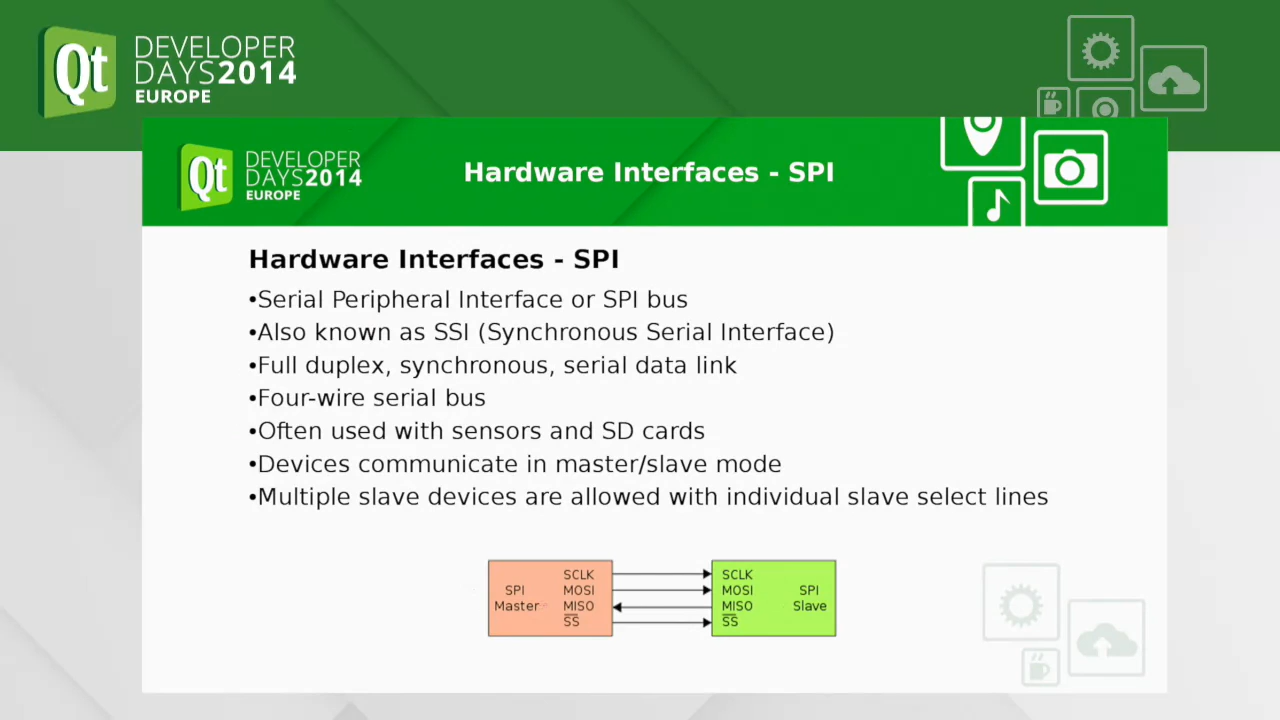 Qt DEVELOPER
DAYS2014
EUROPE
Qt DEVELOPER
DAYS2014
EUROPE
Hardware Interfaces - SPI
Hardware Interfaces - SPI
•Serial Peripheral Interface or SPI bus
•Also known as SSI (Synchronous Serial Interface)
•Full duplex, synchronous, serial data link
•Four-wire serial bus
•Often used with sensors and SD cards
•Devices communicate in master/slave mode
•Multiple slave devices are allowed with individual slave select lines
SPI
Master
SCLK
MOSI
MISO
SS
SCLK
MOSI
MISO
SS
SPI
Slave